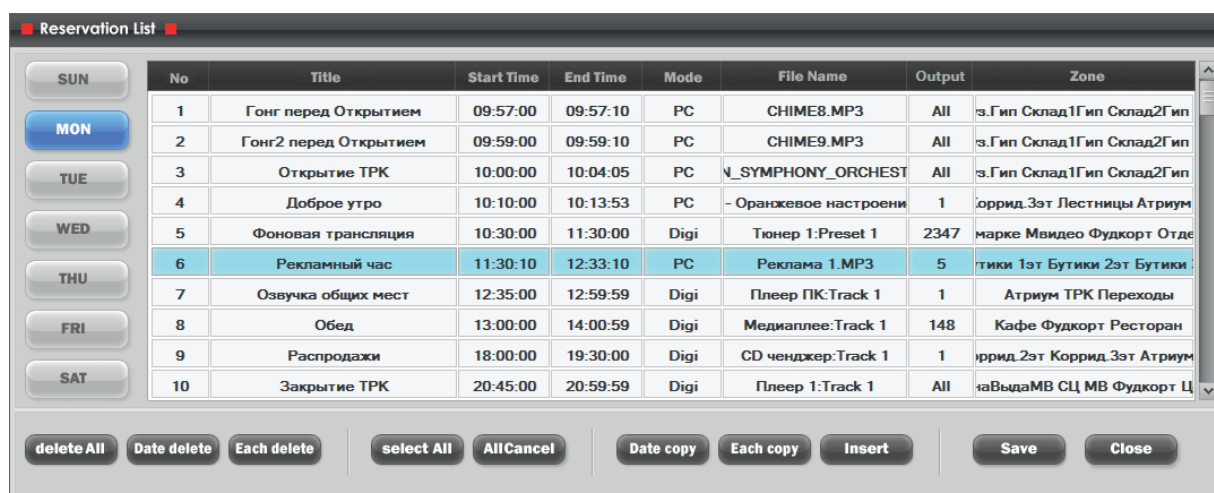 Reservation List
SUN
MON
TUE
WED
THU
FRI
SAT
No Title Start Time End Time Mode File Name Output Zone
1 Гонг перед Открытием 09:57:00 09:57:10 PC CHIME8.MP3 All Гип Склад1Гип Склад2Гип
2 Гонг2 перед Открытием 09:59:00 09:59:10 PC CHIME9.MP3 All Гип Склад1Гип Склад2Гип
3 Открытие ТРК 10:00:00 10:04:05 PC N_SYMPHONY_ORCHEST All Гип Склад1Гип Склад2Гип
4 Доброе утро 10:10:00 10:13:53 PC - Оранжевое настроени 1 оррид.3эт Лестницы Атриум
5 Фоновая трансляция 10:30:00 11:30:00 Digi Тюнер 1:Preset 1 2347 марке Мвидео Фудкорт Отде
6 Рекламный час 11:30:10 12:33:10 PC Реклама 1.MP3 5 тики 1эт Бутики 2эт Бутики
7 Озвучка общих мест 12:35:00 12:59:59 Digi Плеер ПК:Track 1 1 Атриум ТРК Переходы
8 Обед 13:00:00 14:00:59 Digi Медиаплее:Track 1 148 Кафе Фудкорт Ресторан
9 Распродажи 18:00:00 19:30:00 Digi CD ченджер:Track 1 1 ррид.2эт Коррид.3эт Атриум
10 Закрытие ТРК 20:45:00 20:59:59 Digi Плеер 1:Track 1 All наВыдаМВ СЦ МВ Фудкорт Ц
delete All Date delete Each delete select All AllCancel Date copy Each copy Insert Save Close